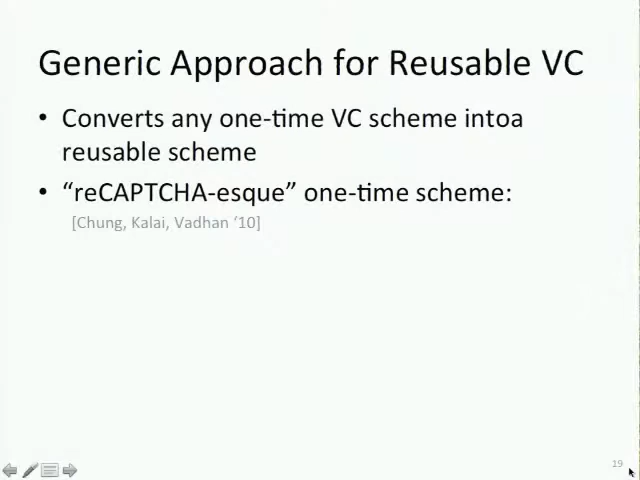 Generic Approach for Reusable VC
• Converts any one-time VC scheme intoa
reusable scheme
• “reCAPTCHA-esque” one-time scheme:
[Chung, Kalai, Vadhan ‘10]
19